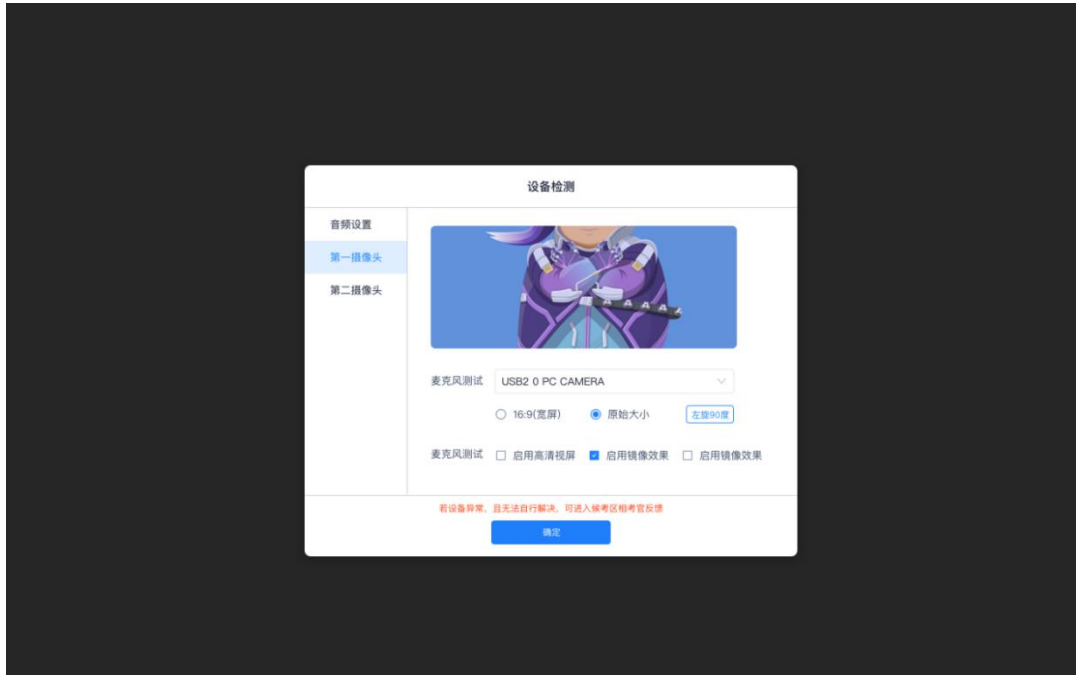 设备检测
音频设置
第一摄像头
第二摄像头
麦克风测试 USB2 0 PC CAMERA
16:9(宽屏) 原始大小 左旋90度
麦克风测试 启用高清视屏 启用镜像效果 启用镜像效果
若设备异常，且无法自行解决，可进入候考区相考官反馈
确定